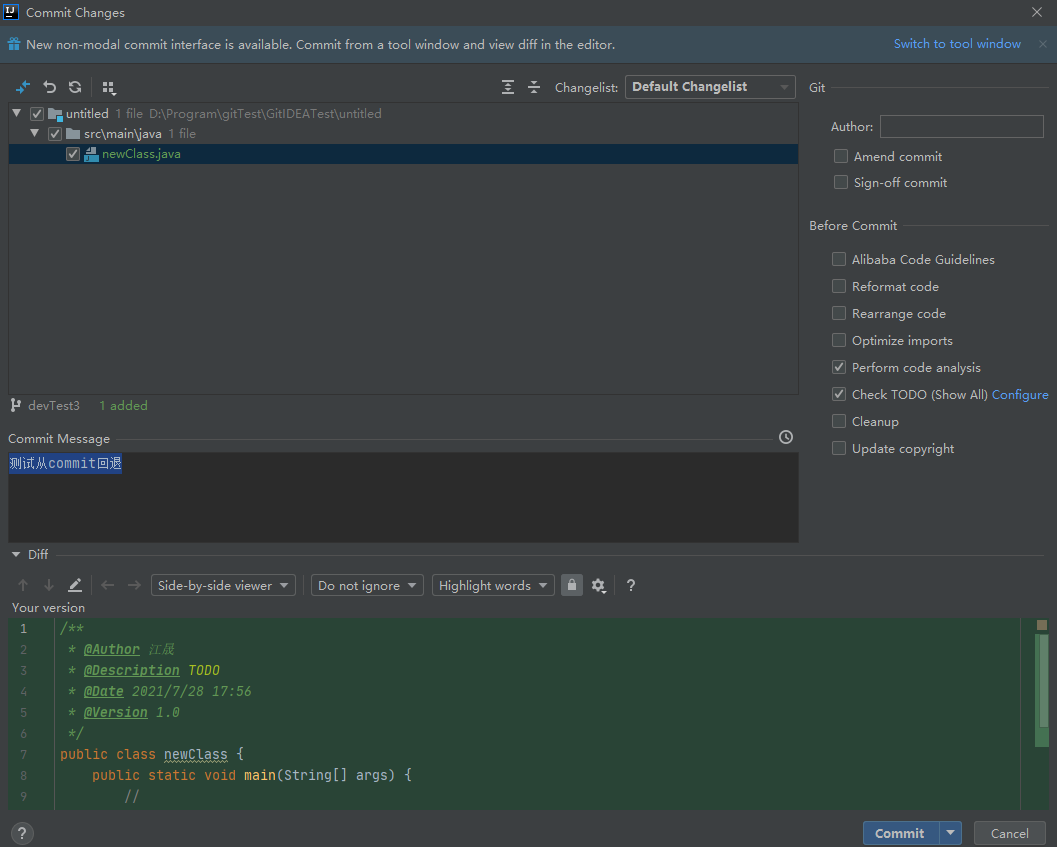 Commit Changes
New non-modal commit interface is available. Commit from a tool window and view diff in the editor.
Switch to tool window
Changelist: Default Changelist
untitled 1 file D:\Program\gitTest\GitIDEATest\untitled
src\main\java 1 file
newClass.java
devTest3 1 added
Commit Message
测试从commit回退
Git
Author:
Amend commit
Sign-off commit
Before Commit
Alibaba Code Guidelines
Reformat code
Rearrange code
Optimize imports
Perform code analysis
Check TODO (Show All) Configure
Cleanup
Update copyright
Diff
Side-by-side viewer Do not ignore Highlight words ?
Your version
1 /**
2 * @Author 江晟
3 * @Description TODO
4 * @Date 2021/7/28 17:56
5 * @Version 1.0
6 */
7 public class newClass {
8 public static void main(String[] args) {
9 //
? Commit Cancel